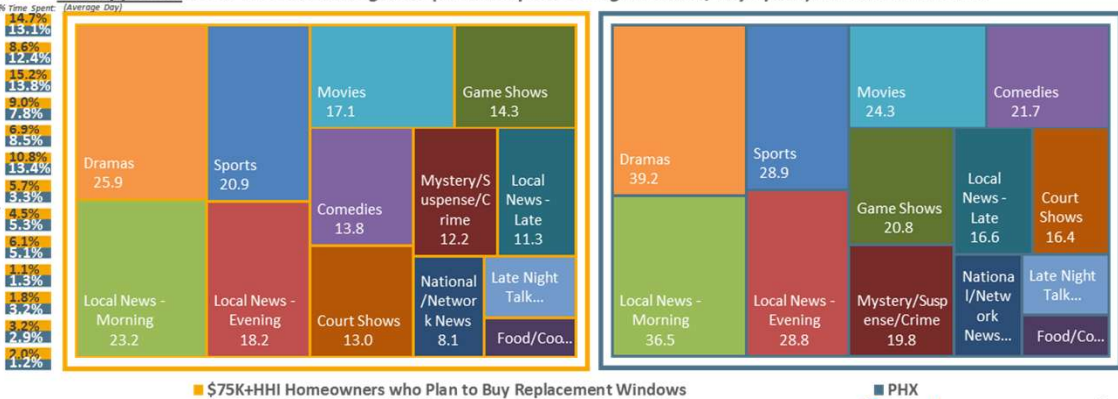 % Time Spent: (Average Day)
14.7%
13.1%
8.6%
12.4%
15.2%
13.8%
9.0%
7.8%
6.9%
8.5%
10.8%
13.4%
5.7%
3.3%
4.5%
5.3%
6.1%
5.1%
1.1%
1.3%
1.8%
3.2%
3.2%
2.9%
2.0%
1.2%
Dramas
25.9
Sports
20.9
Movies
17.1
Game Shows
14.3
Comedies
13.8
Mystery/S
uspense/C
rime
12.2
Local
News -
Late
11.3
Local News -
Morning
23.2
Local News -
Evening
18.2
Court Shows
13.0
National
/Networ
k News
8.1
Late Night
Talk...
Food/Coo...
Dramas
39.2
Sports
28.9
Movies
24.3
Comedies
21.7
Game Shows
20.8
Local
News -
Late
16.6
Court
Shows
16.4
Local News -
Morning
36.5
Local News -
Evening
28.8
Mystery/Susp
ense/Crime
19.8
Nationa
l/Netw
ork
News...
Late Night
Talk...
Food/Co...
$75K+HHI Homeowners who Plan to Buy Replacement Windows
PHX